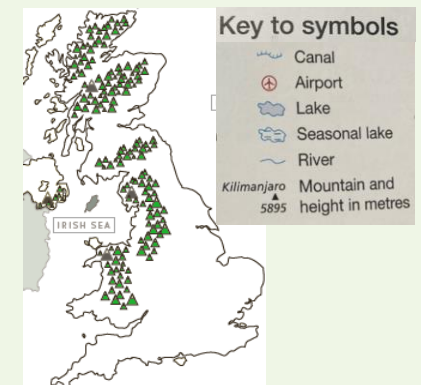 Key to symbols
Canal
Airport
Lake
Seasonal lake
River
Kilimanjaro Mountain and
5895 height in metres
IRISH SEA